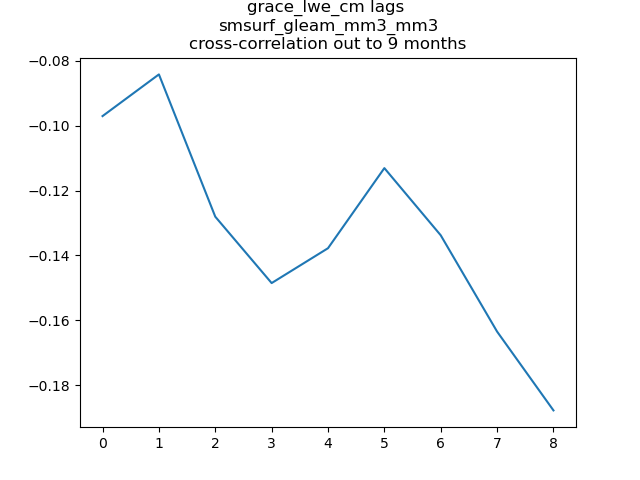 grace_lwe_cm lags
smsurf_gleam_mm3_mm3
cross-correlation out to 9 months
−0.08
−0.10
−0.12
−0.14
−0.16
−0.18
0 1 2 3 4 5 6 7 8